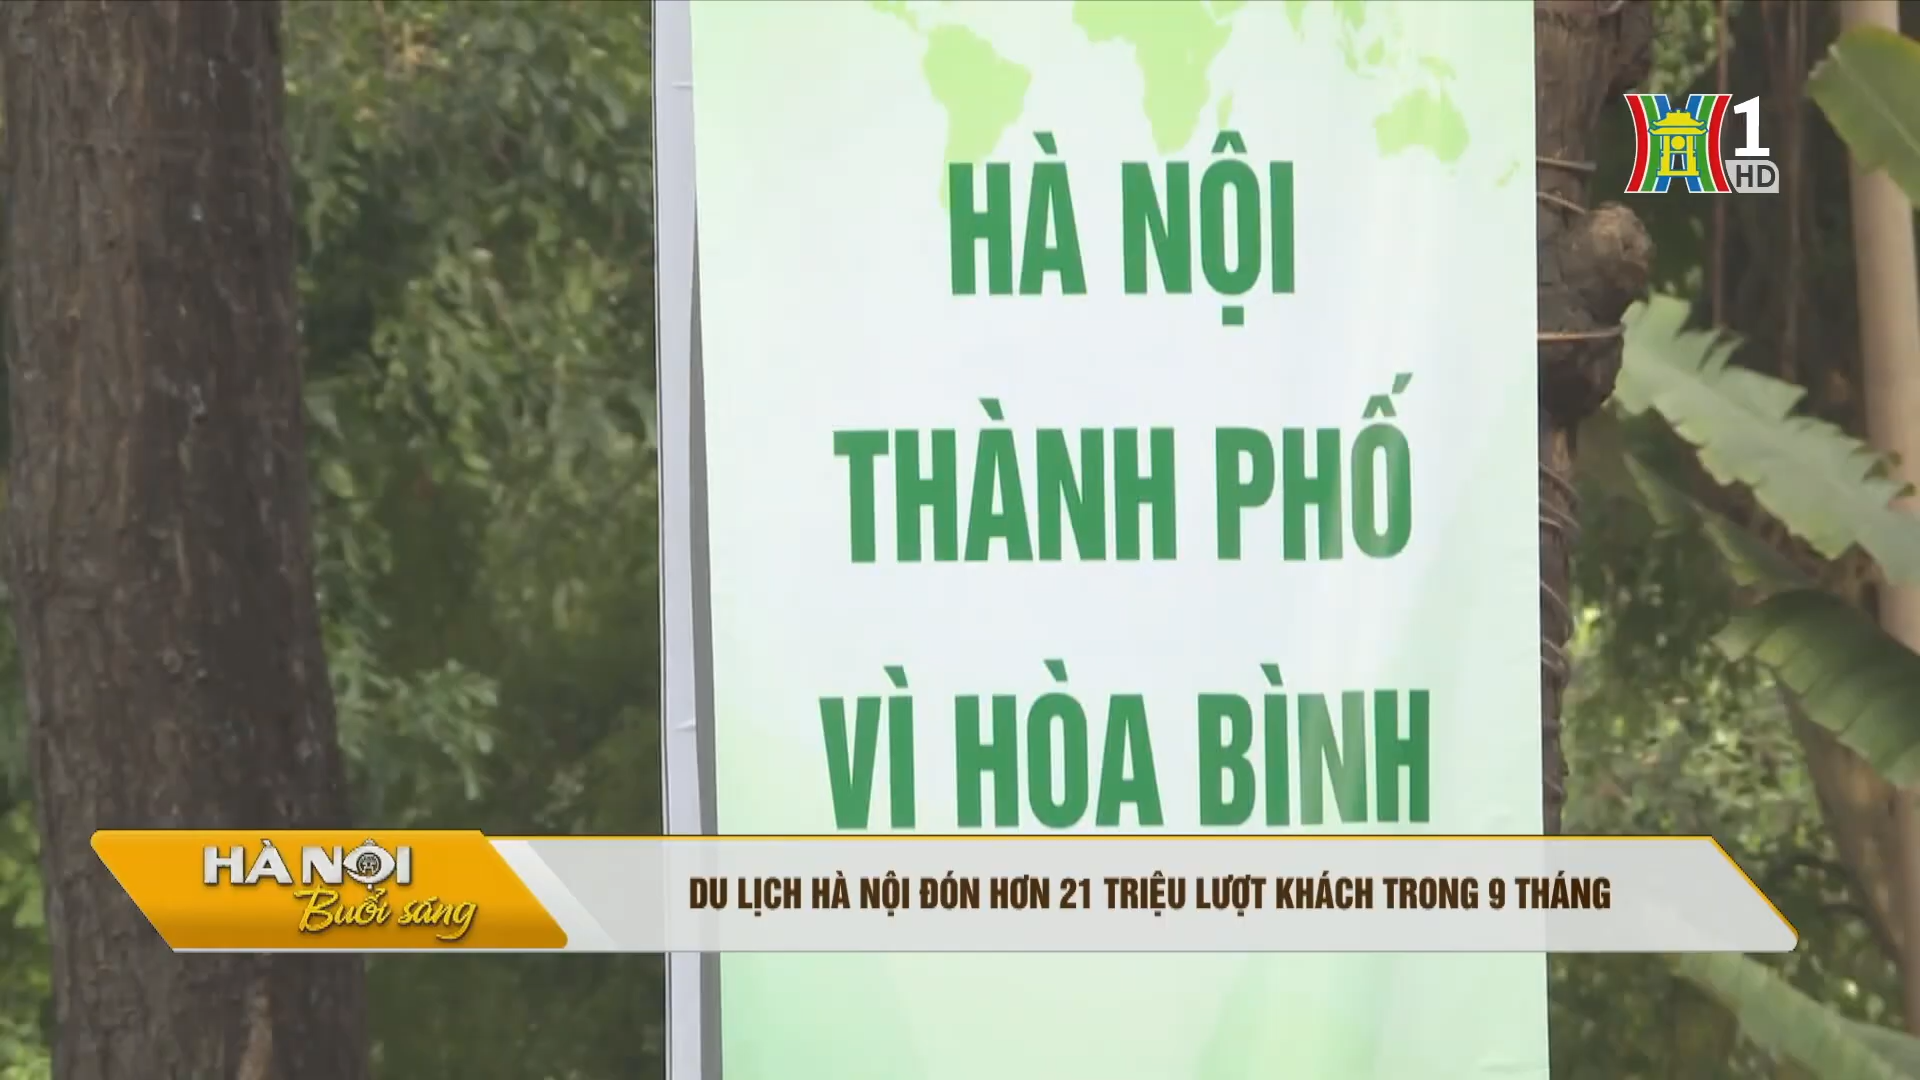 HÀ NỘI
THÀNH PHỐ
VÌ HÒA BÌNH
1
HD
HÀ NỘI
Buổi sáng
DU LỊCH HÀ NỘI ĐÓN HƠN 21 TRIỆU LƯỢT KHÁCH TRONG 9 THÁNG